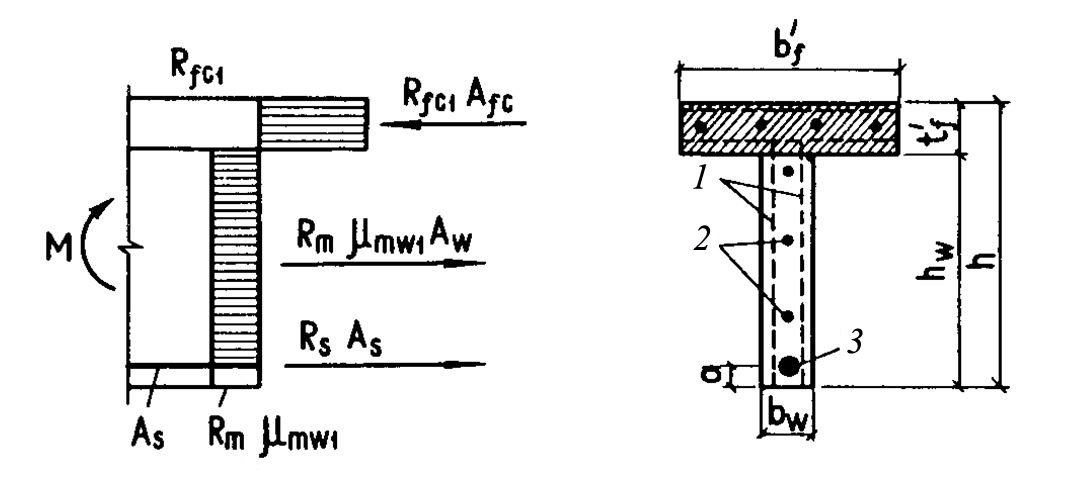 R_fc1
R_fc1 A_fc
M
R_m μ_mw1 A_w
R_s A_s
A_s
R_m μ_mw1
b'_f
t'_f
1
2
h_w
h
3
a
b_w